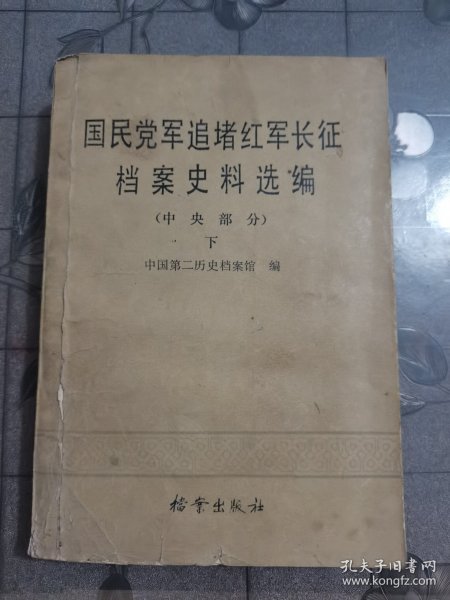 国民党军追堵红军长征
档案史料选编
（中央部分）
下
中国第二历史档案馆 编
档案出版社
孔夫子旧书网
www.kongfz.com